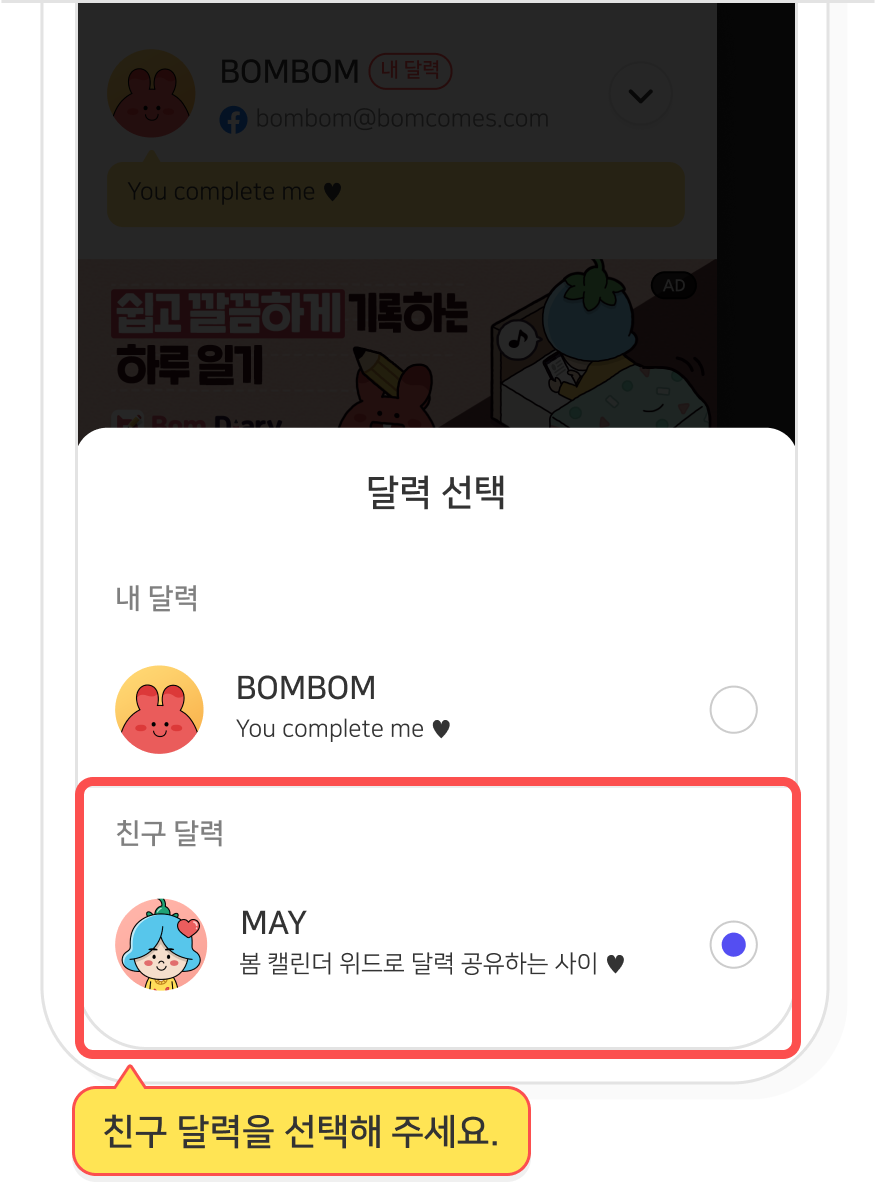 BOMBOM 내 달력
bombom@bomcomes.com
You complete me ♥
쉽고 깔끔하게 기록하는
하루 일기
AD
Bom Diary
달력 선택
내 달력
BOMBOM
You complete me ♥
친구 달력
MAY
봄 캘린더 위드로 달력 공유하는 사이 ♥
친구 달력을 선택해 주세요.